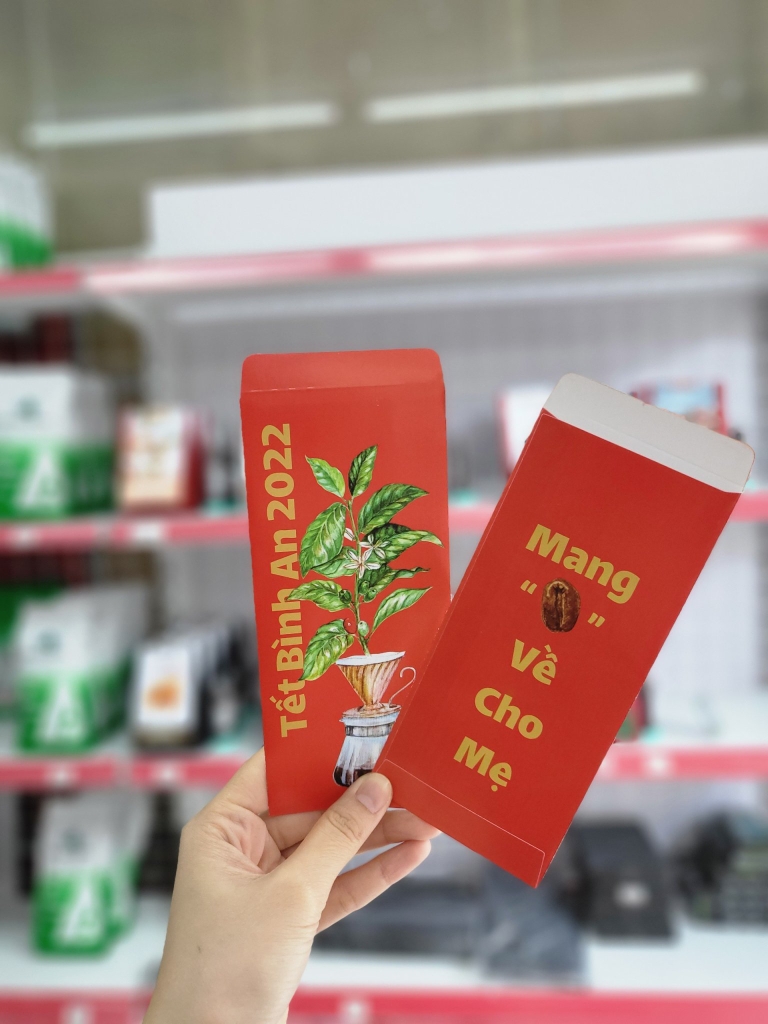 Tết Bình An 2022
Mang
“ ”
Về
Cho
Mẹ